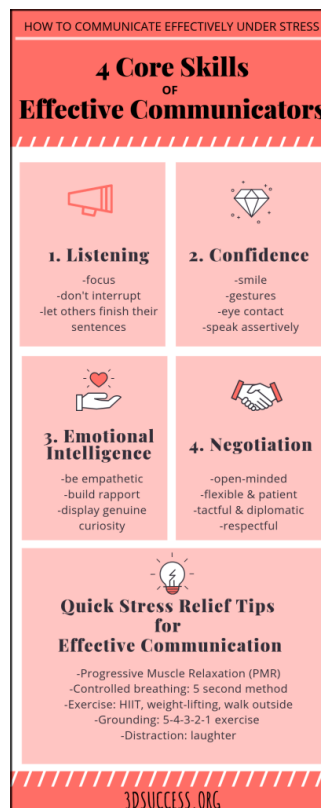 HOW TO COMMUNICATE EFFECTIVELY UNDER STRESS
4 Core Skills
OF
Effective Communicators
1. Listening
-focus
-don't interrupt
-let others finish their
sentences
2. Confidence
-smile
-gestures
-eye contact
-speak assertively
3. Emotional
Intelligence
-be empathetic
-build rapport
-display genuine
curiosity
4. Negotiation
-open-minded
-flexible & patient
-tactful & diplomatic
-respectful
Quick Stress Relief Tips
for
Effective Communication
-Progressive Muscle Relaxation (PMR)
-Controlled breathing: 5 second method
-Exercise: HIIT, weight-lifting, walk outside
-Grounding: 5-4-3-2-1 exercise
-Distraction: laughter
3DSUCCESS.ORG